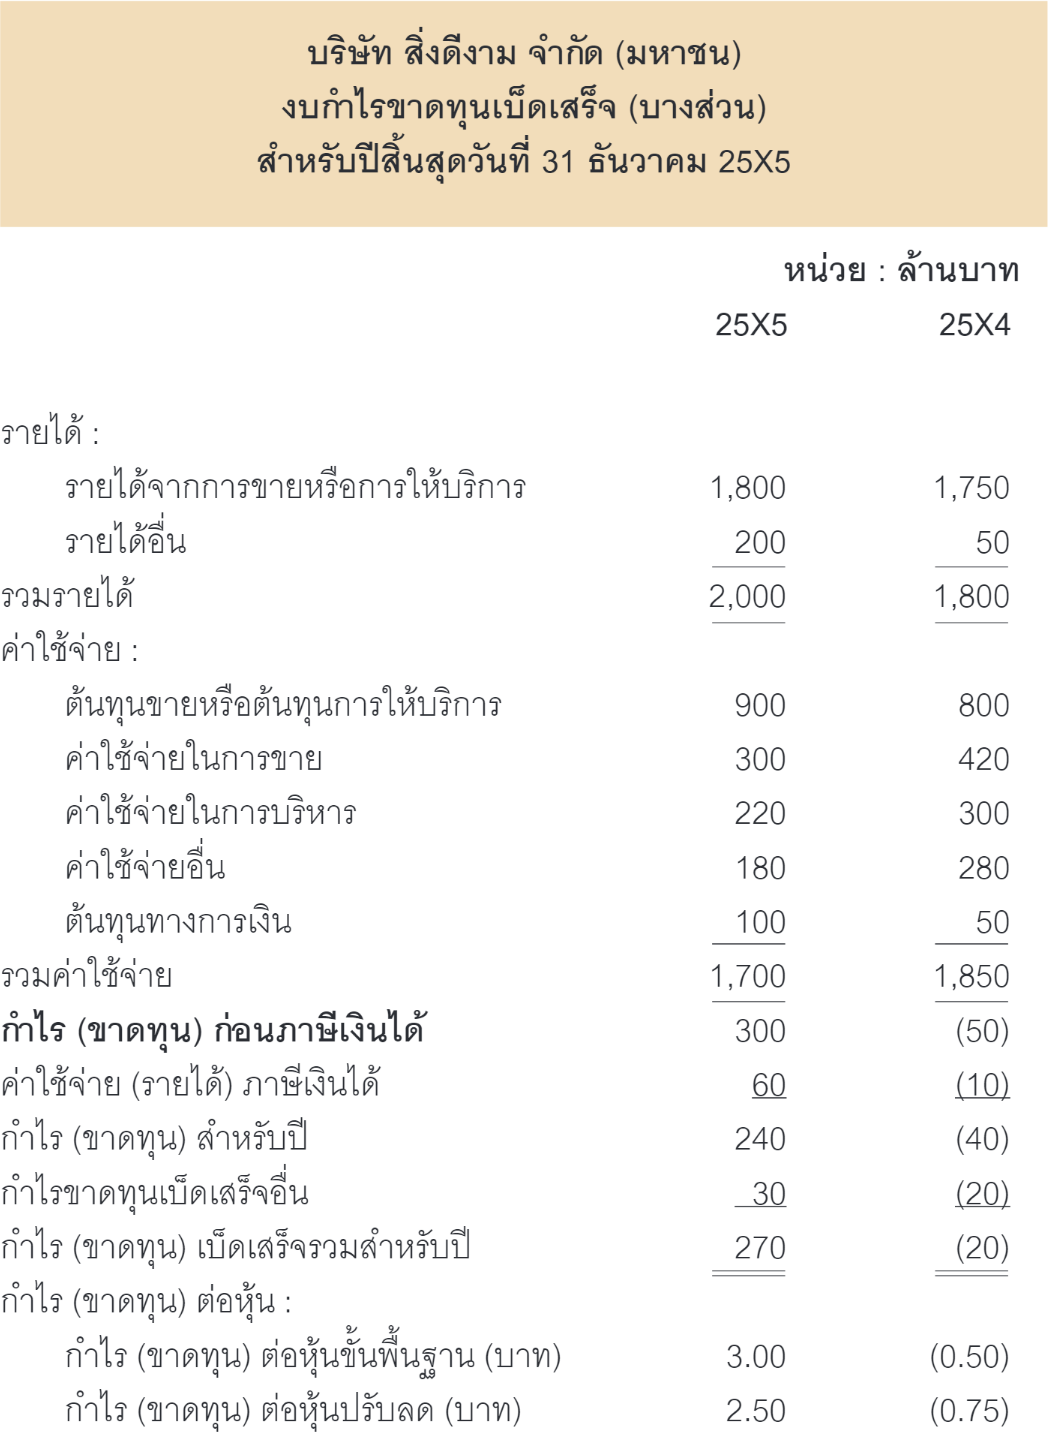 บริษัท สิ่งดีงาม จำกัด (มหาชน)
งบกำไรขาดทุนเบ็ดเสร็จ (บางส่วน)
สำหรับปีสิ้นสุดวันที่ 31 ธันวาคม 25X5
หน่วย : ล้านบาท
25X5 25X4
รายได้ :
รายได้จากการขายหรือการให้บริการ 1,800 1,750
รายได้อื่น 200 50
รวมรายได้ 2,000 1,800
ค่าใช้จ่าย :
ต้นทุนขายหรือต้นทุนการให้บริการ 900 800
ค่าใช้จ่ายในการขาย 300 420
ค่าใช้จ่ายในการบริหาร 220 300
ค่าใช้จ่ายอื่น 180 280
ต้นทุนทางการเงิน 100 50
รวมค่าใช้จ่าย 1,700 1,850
กำไร (ขาดทุน) ก่อนภาษีเงินได้ 300 (50)
ค่าใช้จ่าย (รายได้) ภาษีเงินได้ 60 (10)
กำไร (ขาดทุน) สำหรับปี 240 (40)
กำไรขาดทุนเบ็ดเสร็จอื่น 30 (20)
กำไร (ขาดทุน) เบ็ดเสร็จรวมสำหรับปี 270 (20)
กำไร (ขาดทุน) ต่อหุ้น :
กำไร (ขาดทุน) ต่อหุ้นขั้นพื้นฐาน (บาท) 3.00 (0.50)
กำไร (ขาดทุน) ต่อหุ้นปรับลด (บาท) 2.50 (0.75)